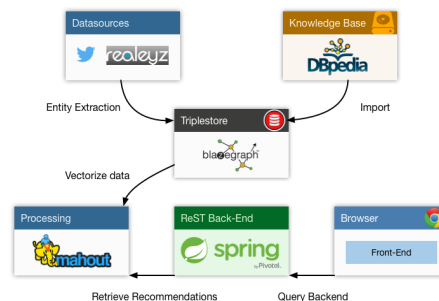 Datasources
Knowledge Base
realeyz
DBpedia
Entity Extraction
Import
Triplestore
blazegraph
Vectorize data
Processing
ReST Back-End
Browser
mahout
spring
by Pivotal.
Front-End
Retrieve Recommendations
Query Backend